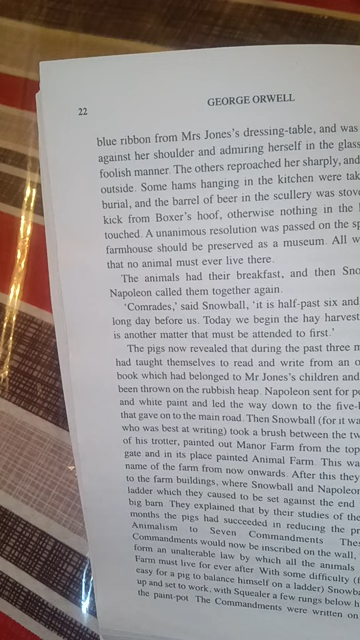 22
GEORGE ORWELL
blue ribbon from Mrs Jones's dressing-table, and was
against her shoulder and admiring herself in the glass
foolish manner. The others reproached her sharply, and
outside. Some hams hanging in the kitchen were tak
burial, and the barrel of beer in the scullery was stov
kick from Boxer's hoof, otherwise nothing in the
touched. A unanimous resolution was passed on the sp
farmhouse should be preserved as a museum. All w
that no animal must ever live there.
The animals had their breakfast, and then Sno
Napoleon called them together again.
'Comrades,' said Snowball, 'it is half-past six and
long day before us. Today we begin the hay harvest
is another matter that must be attended to first.'
The pigs now revealed that during the past three m
had taught themselves to read and write from an o
book which had belonged to Mr Jones's children and
been thrown on the rubbish heap. Napoleon sent for po
and white paint and led the way down to the five-b
that gave on to the main road. Then Snowball (for it wa
who was best at writing) took a brush between the tw
of his trotter, painted out Manor Farm from the top
gate and in its place painted Animal Farm. This wa
name of the farm from now onwards. After this they
to the farm buildings, where Snowball and Napoleon
ladder which they caused to be set against the end
big barn They explained that by their studies of the
months the pigs had succeeded in reducing the pr
Animalism to Seven Commandments Thes
Commandments would now be inscribed on the wall,
form an unalterable law by which all the animals
Farm must live for ever after. With some difficulty (f
easy for a pig to balance himself on a ladder) Snowba
up and set to work, with Squealer a few rungs below h
the paint-pot The Commandments were written on